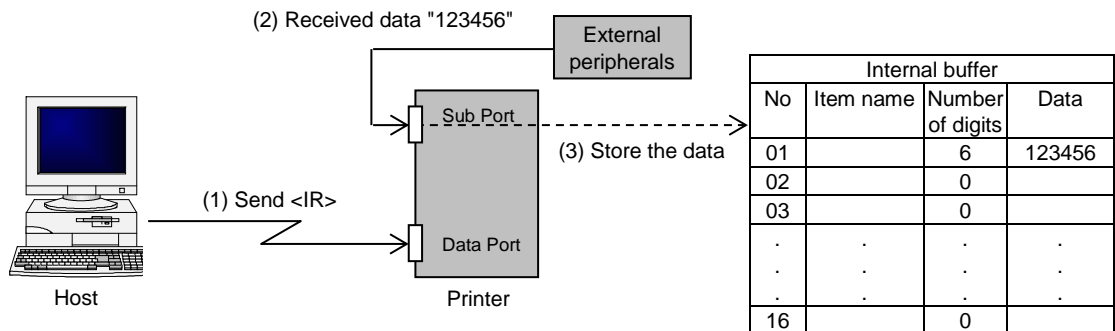 (2) Received data "123456"
External
peripherals
Sub Port
(3) Store the data
(1) Send <IR>
Data Port
Host
Printer
Internal buffer
No Item name Number of digits Data
01 6 123456
02 0
03 0
. . . .
. . . .
. . . .
16 0